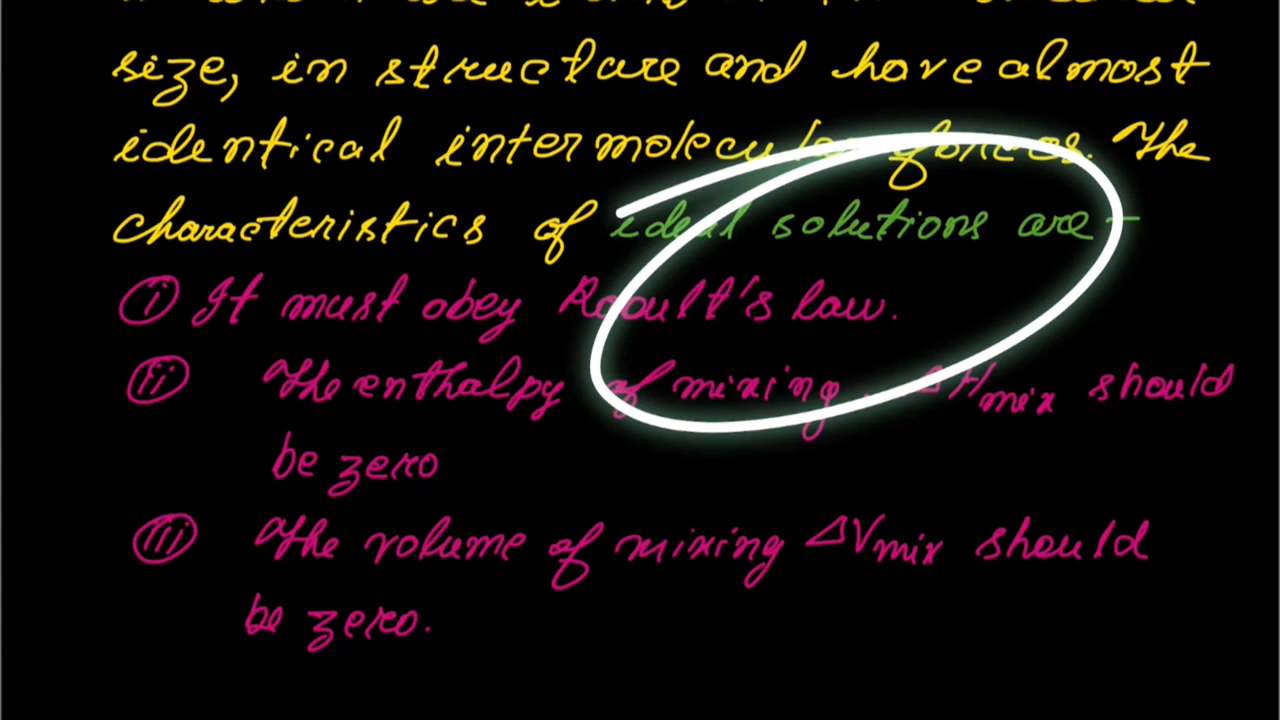 size, in structure and have almost
identical intermolecular forces. The
characteristics of ideal solutions are-
(i) It must obey Raoult's law.
(ii) The enthalpy of mixing, ΔHmix should
be zero
(iii) The volume of mixing ΔVmix should
be zero.